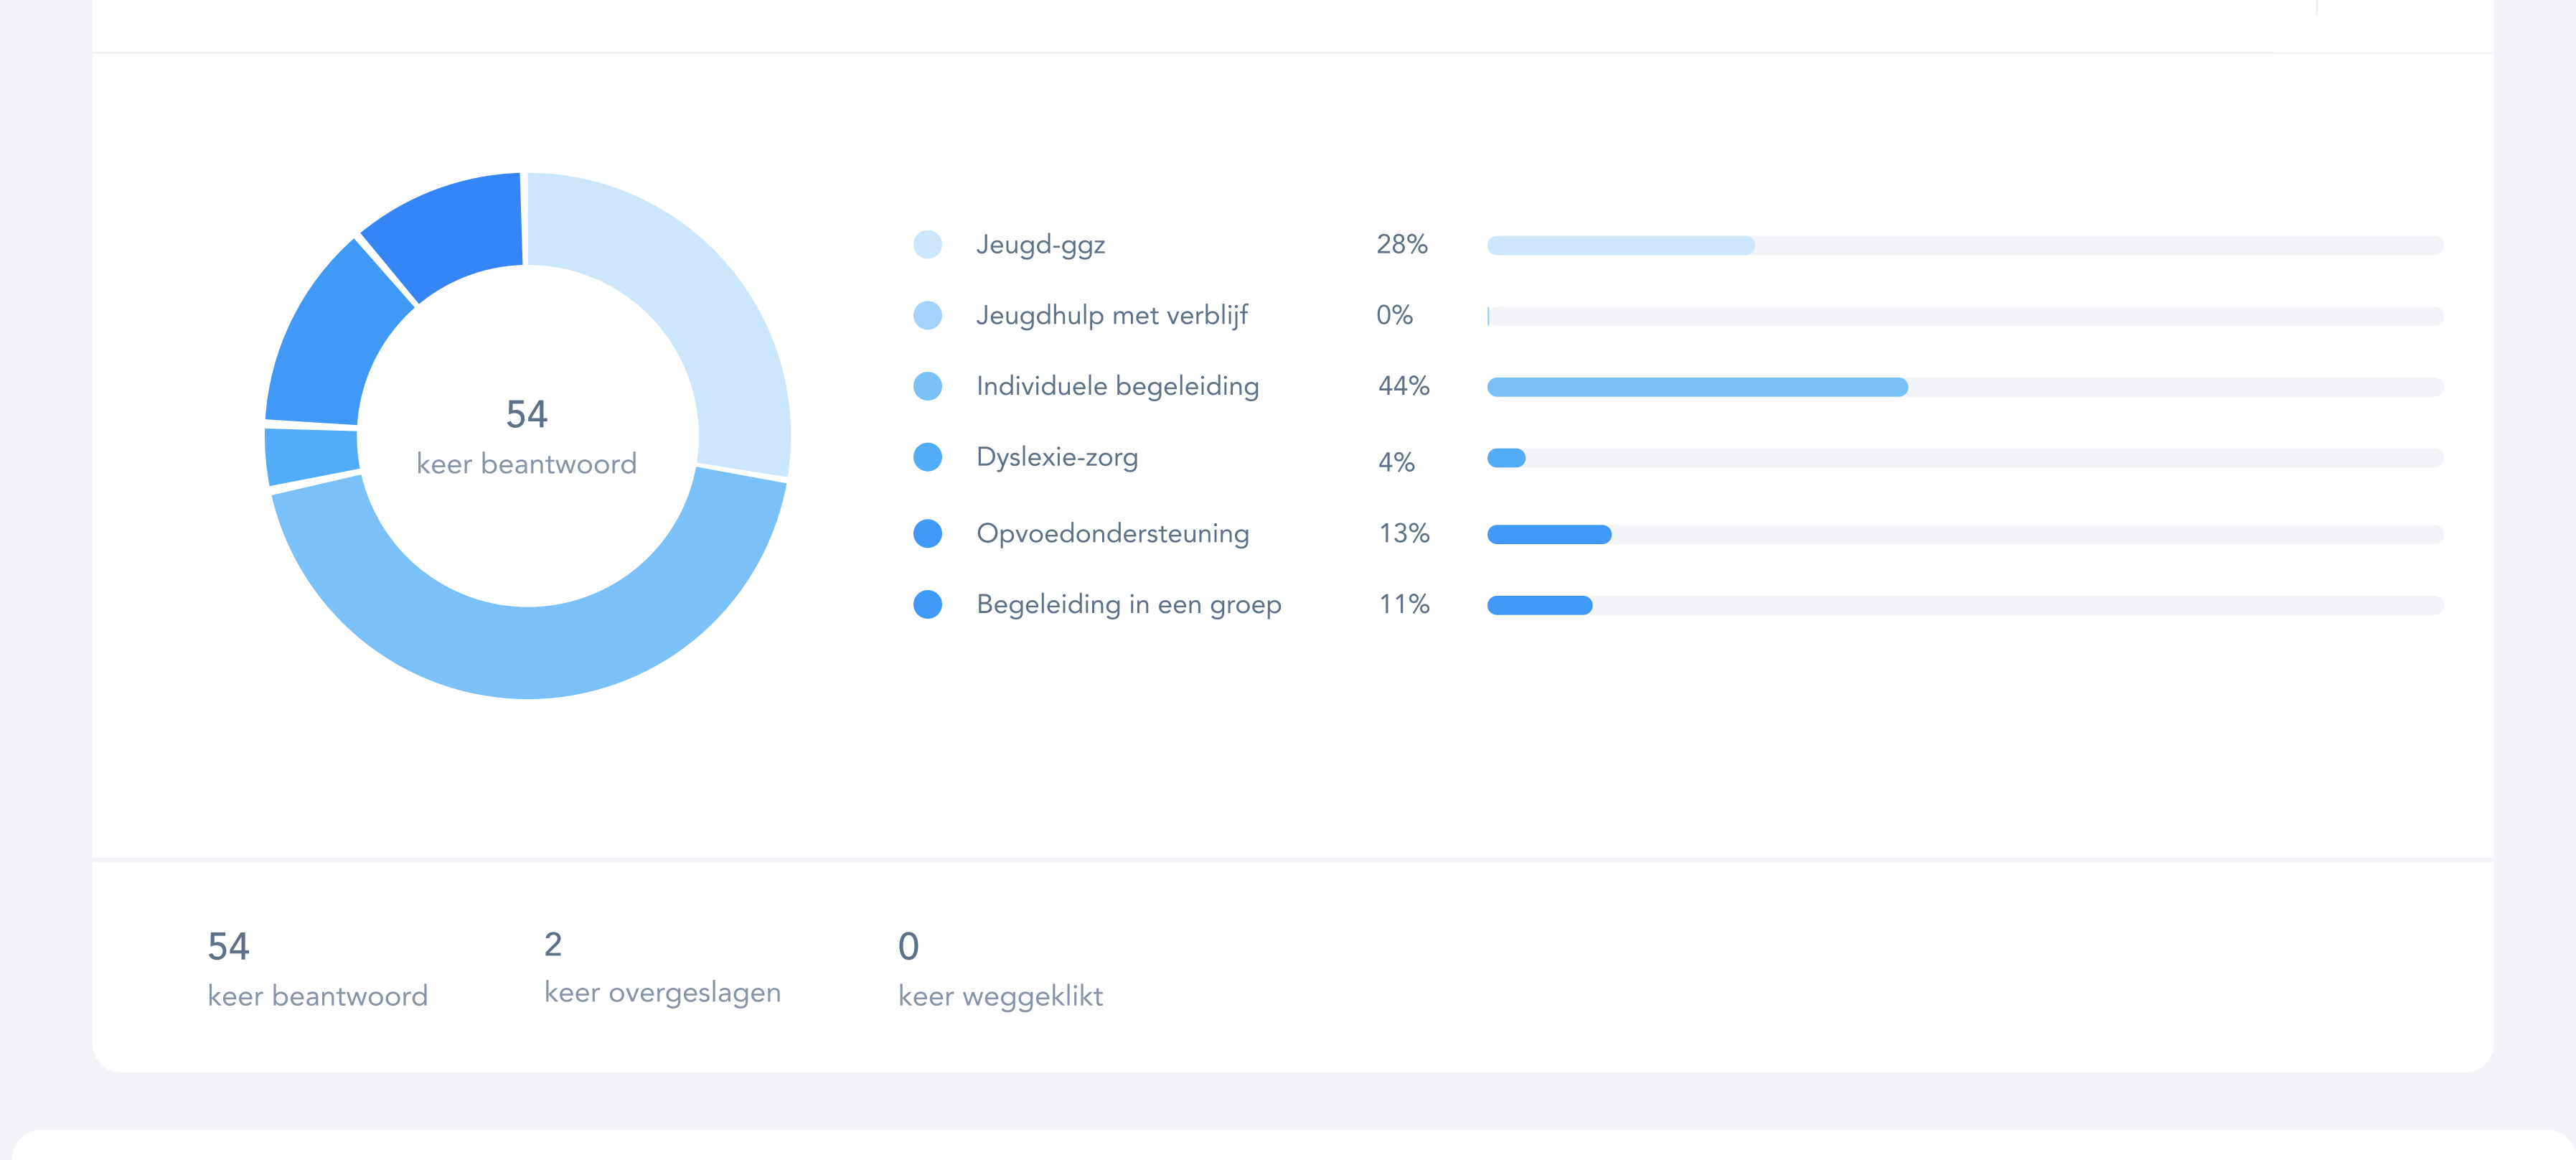 54
keer beantwoord
Jeugd-ggz 28%
Jeugdhulp met verblijf 0%
Individuele begeleiding 44%
Dyslexie-zorg 4%
Opvoedondersteuning 13%
Begeleiding in een groep 11%
54
keer beantwoord
2
keer overgeslagen
0
keer weggeklikt